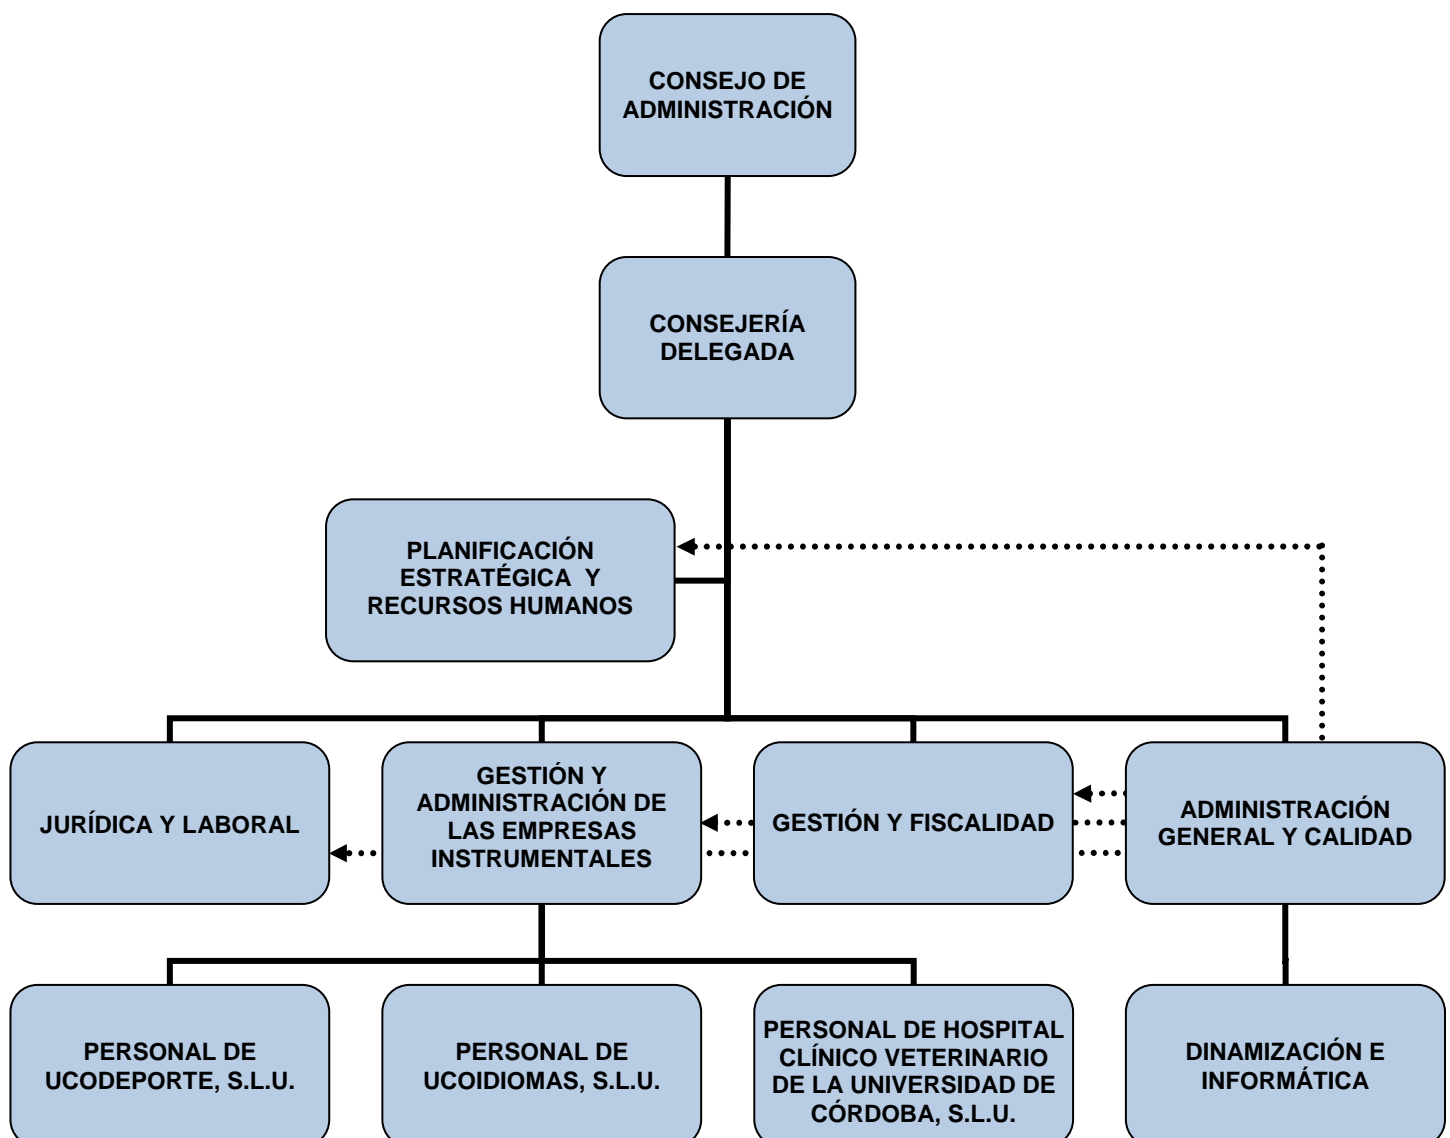 CONSEJO DE
ADMINISTRACIÓN
CONSEJERÍA
DELEGADA
PLANIFICACIÓN
ESTRATÉGICA Y
RECURSOS HUMANOS
JURÍDICA Y LABORAL
GESTIÓN Y
ADMINISTRACIÓN DE
LAS EMPRESAS
INSTRUMENTALES
GESTIÓN Y FISCALIDAD
ADMINISTRACIÓN
GENERAL Y CALIDAD
PERSONAL DE
UCODEPORTE, S.L.U.
PERSONAL DE
UCOIDIOMAS, S.L.U.
PERSONAL DE HOSPITAL
CLÍNICO VETERINARIO
DE LA UNIVERSIDAD DE
CÓRDOBA, S.L.U.
DINAMIZACIÓN E
INFORMÁTICA